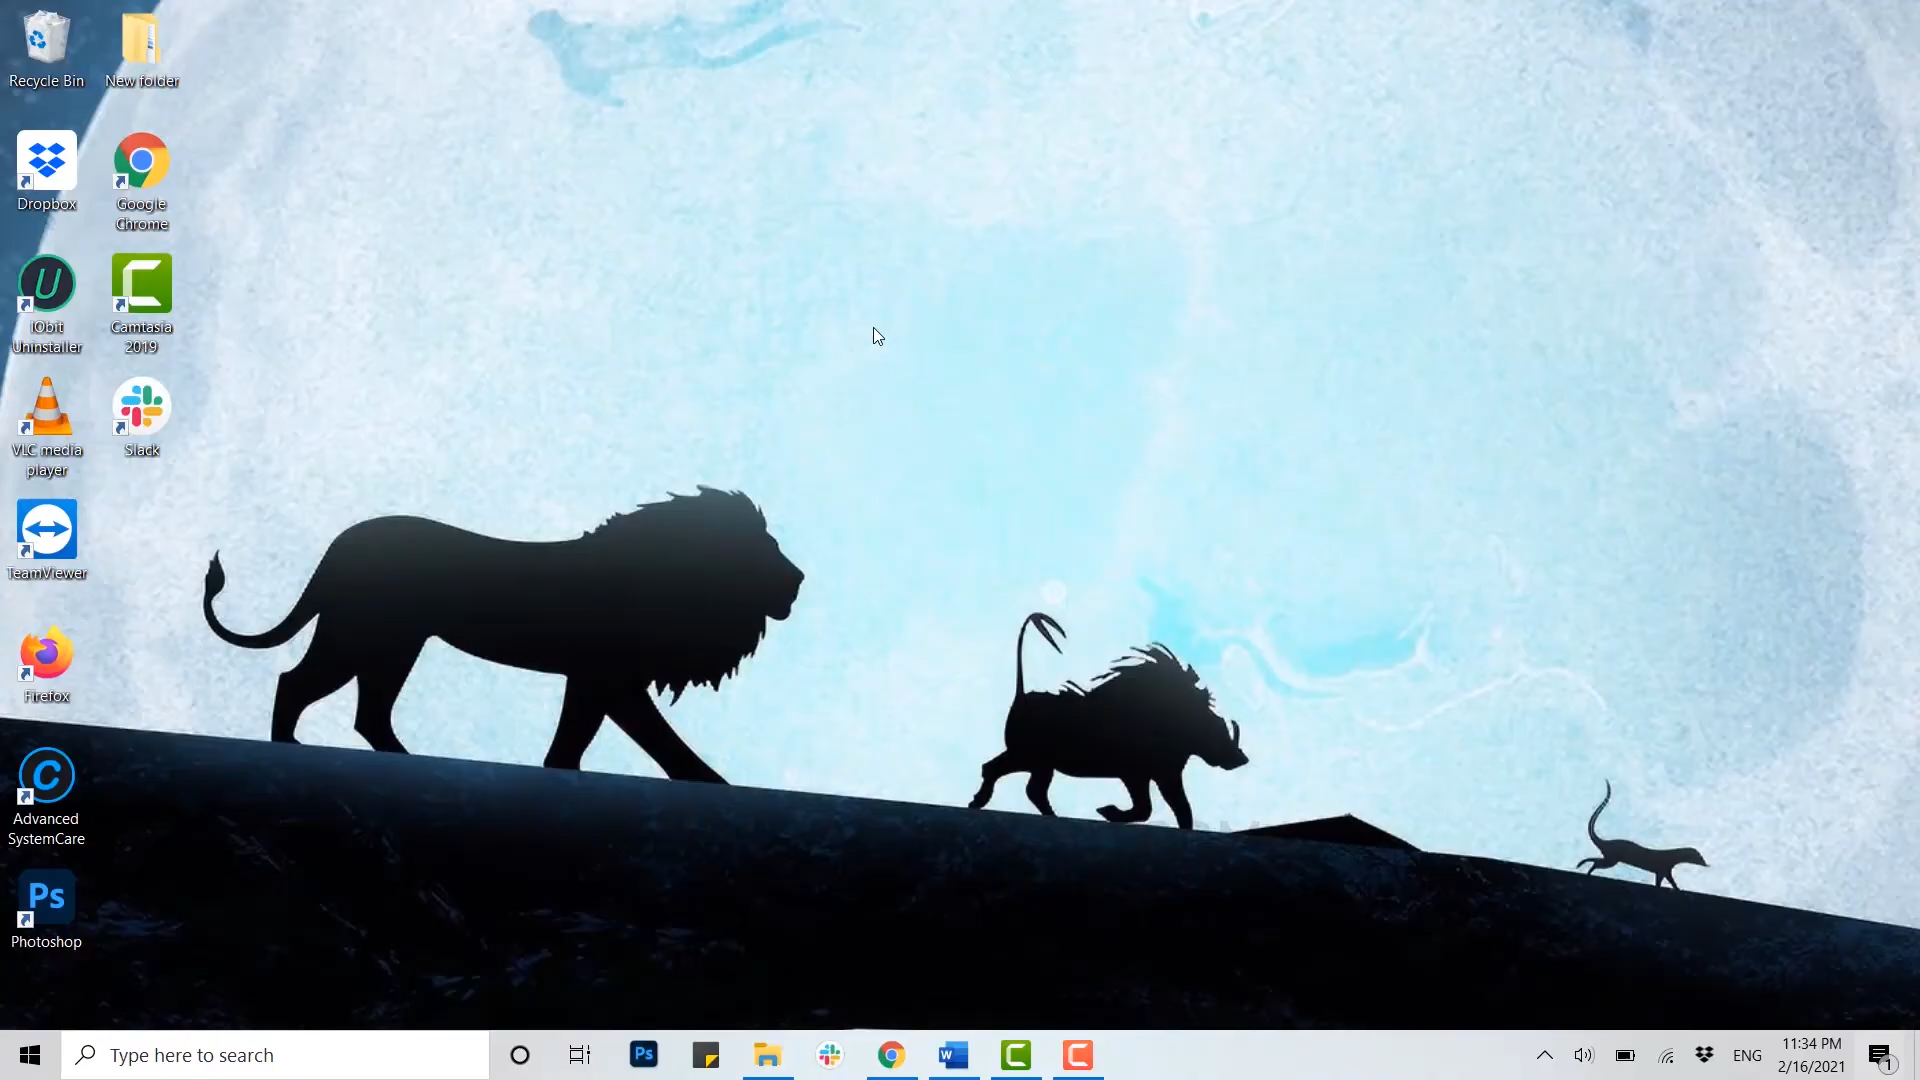 Recycle Bin
New folder
Dropbox
Google
Chrome
U
IObit
Uninstaller
Camtasia
2019
VLC media
player
Slack
TeamViewer
Firefox
C
Advanced
SystemCare
Ps
Photoshop
Type here to search
Ps
W
ENG
11:34 PM
2/16/2021
1